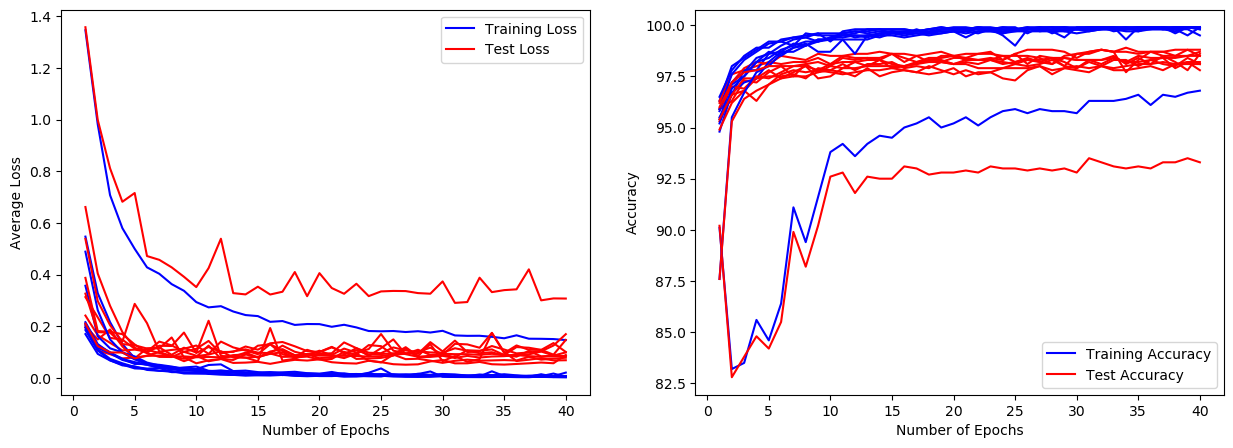 1.4
1.2
1.0
0.8
0.6
0.4
0.2
0.0
Average Loss
Training Loss
Test Loss
0 5 10 15 20 25 30 35 40
Number of Epochs
100.0
97.5
95.0
92.5
90.0
87.5
85.0
82.5
Accuracy
Training Accuracy
Test Accuracy
0 5 10 15 20 25 30 35 40
Number of Epochs